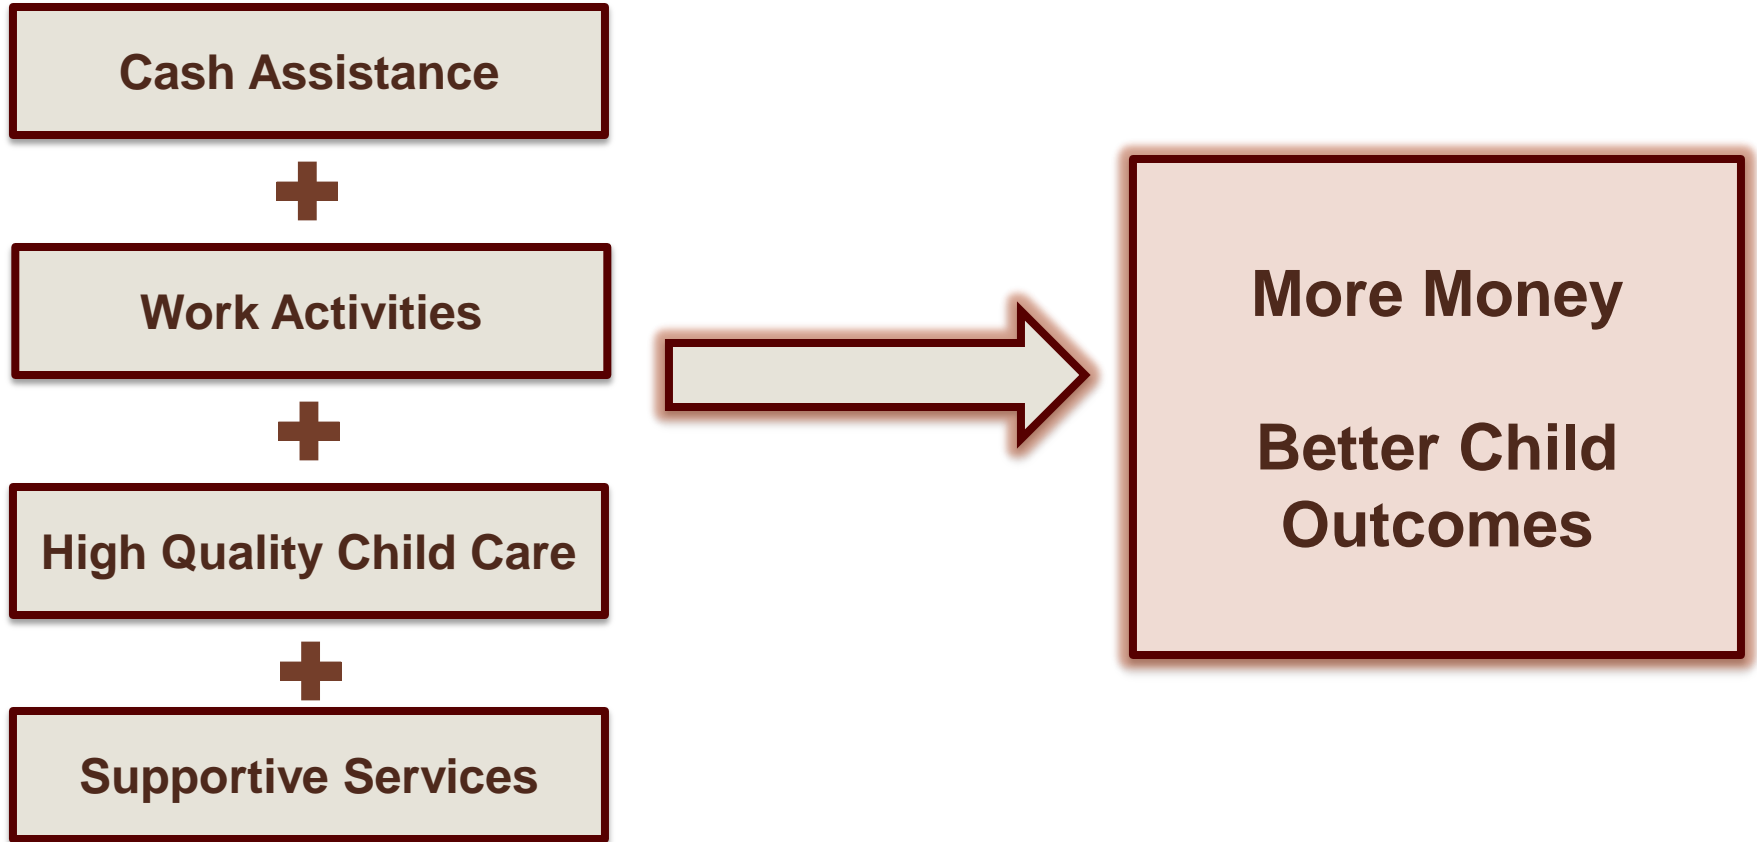 Cash Assistance
Work Activities
High Quality Child Care
Supportive Services
More Money
Better Child
Outcomes